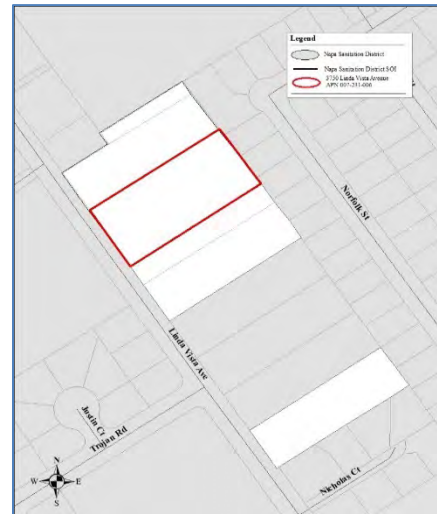 Legend
Napa Sanitation District
Napa Sanitation District SOI
3730 Linda Vista Avenue
Norfolk St
Linda Vista Ave
Justin Ct
Trojan Rd
Nicholas Ct
N
W
E
S